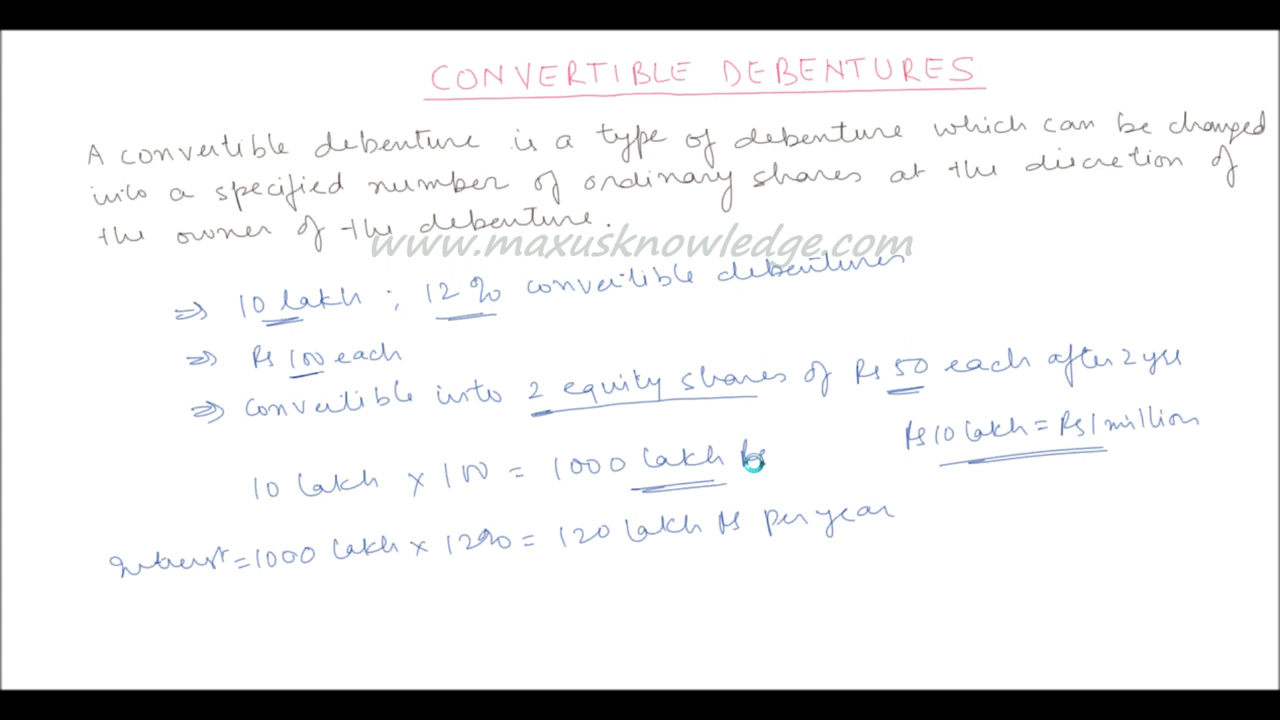 CONVERTIBLE DEBENTURES
A convertible debenture is a type of debenture which can be changed
into a specified number of ordinary shares at the discretion of
the owner of the debenture.
www.maxusknowledge.com
⇒ 10 lakh ; 12% convertible debentures
⇒ Rs 100 each
⇒ Convertible into 2 equity shares of Rs 50 each after 2 yrs
Rs 10 lakh = Rs 1 million
10 lakh × 100 = 1000 lakh Rs
Interest = 1000 lakh × 12% = 120 lakh Rs per year